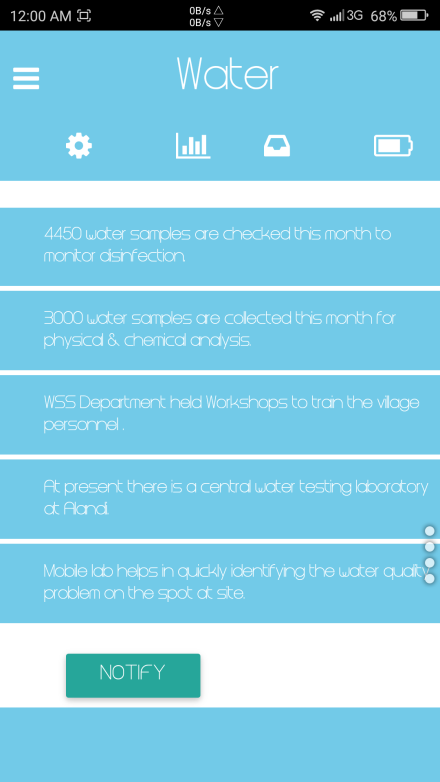 12:00 AM
0B/s △
0B/s ▽
3G 68%
Water
4450 water samples are checked this month to
monitor disinfection.
3000 water samples are collected this month for
physical & chemical analysis.
WSS Department held Workshops to train the village
personnel .
At present there is a central water testing laboratory
at Alandi.
Mobile lab helps in quickly identifying the water quality
problem on the spot at site.
NOTIFY